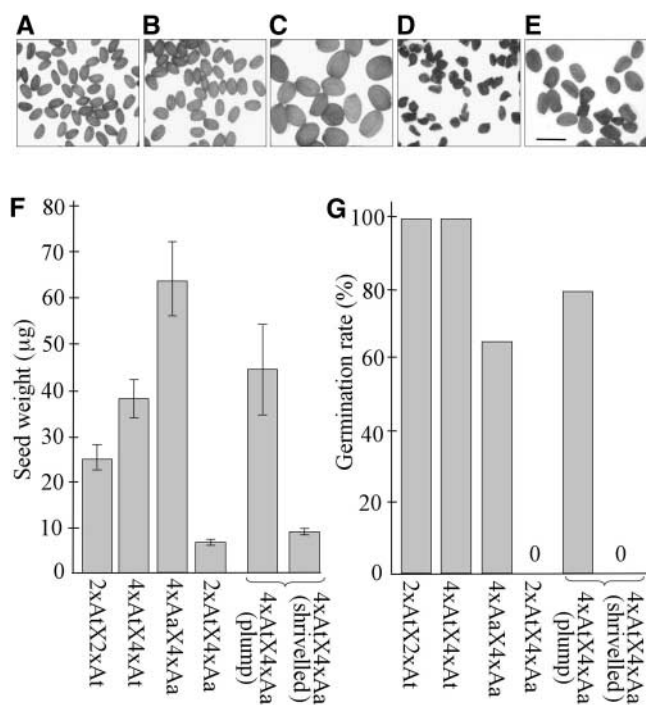 A B C D E
F
80
70
60
50
40
30
20
10
0
Seed weight (µg)
2xAtX2xAt
4xAtX4xAt
4xAaX4xAa
2xAtX4xAa
4xAtX4xAa
(plump)
4xAtX4xAa
(shrivelled)
G
100
80
60
40
20
0
Germination rate (%)
0
0
2xAtX2xAt
4xAtX4xAt
4xAaX4xAa
2xAtX4xAa
4xAtX4xAa
(plump)
4xAtX4xAa
(shrivelled)